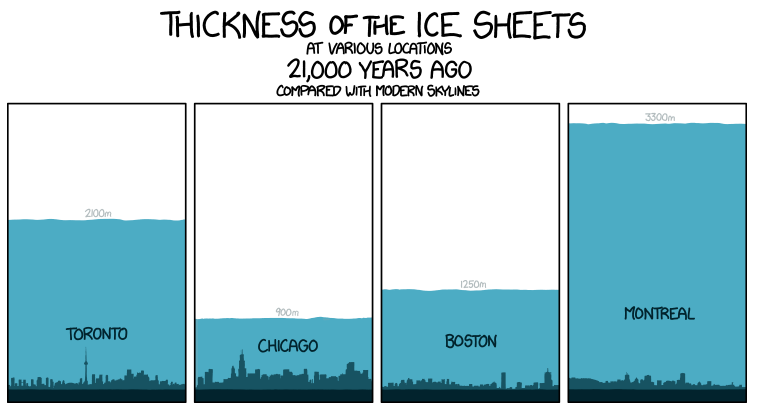 THICKNESS OF THE ICE SHEETS
AT VARIOUS LOCATIONS
21,000 YEARS AGO
COMPARED WITH MODERN SKYLINES
2100m
TORONTO
900m
CHICAGO
1250m
BOSTON
3300m
MONTREAL